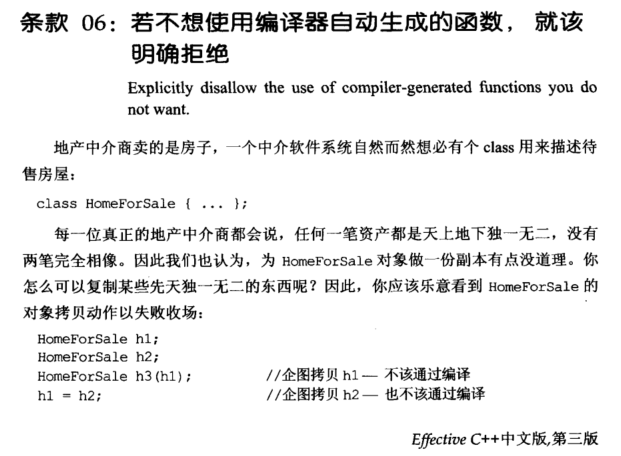 条款 06：若不想使用编译器自动生成的函数，就该
明确拒绝
Explicitly disallow the use of compiler-generated functions you do
not want.
地产中介商卖的是房子，一个中介软件系统自然而然想必有个 class 用来描述待
售房屋：
class HomeForSale { ... };
每一位真正的地产中介商都会说，任何一笔资产都是天上地下独一无二，没有
两笔完全相像。因此我们也认为，为 HomeForSale 对象做一份副本有点没道理。你
怎么可以复制某些先天独一无二的东西呢？因此，你应该乐意看到 HomeForSale 的
对象拷贝动作以失败收场：
HomeForSale h1;
HomeForSale h2;
HomeForSale h3(h1); //企图拷贝 h1 — 不该通过编译
h1 = h2; //企图拷贝 h2 — 也不该通过编译
Effective C++中文版,第三版